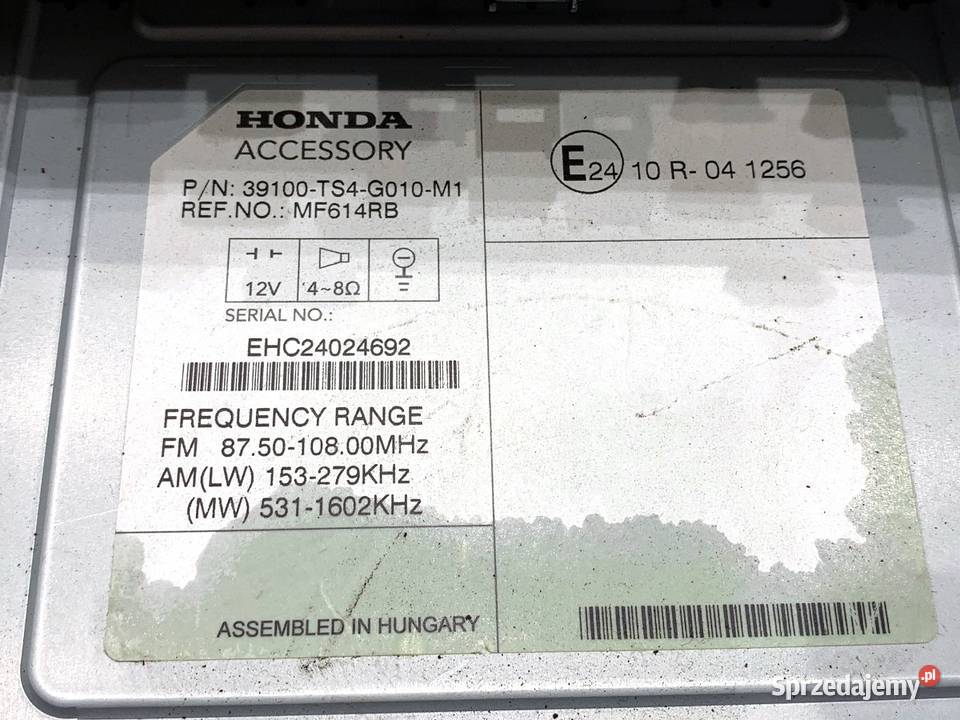 HONDA
ACCESSORY
P/N: 39100-TS4-G010-M1
REF.NO.: MF614RB
12V 4~8Ω
SERIAL NO.:
EHC24024692
FREQUENCY RANGE
FM 87.50-108.00MHz
AM(LW) 153-279KHz
(MW) 531-1602KHz
ASSEMBLED IN HUNGARY
E24 10 R- 04 1256
Sprzedajemy.pl